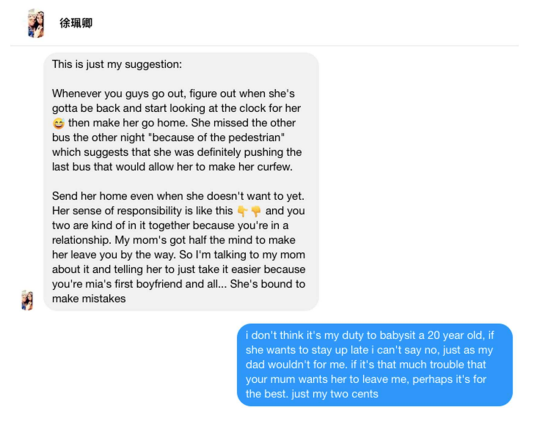 徐珮卿
This is just my suggestion:
Whenever you guys go out, figure out when she's
gotta be back and start looking at the clock for her
😅 then make her go home. She missed the other
bus the other night "because of the pedestrian"
which suggests that she was definitely pushing the
last bus that would allow her to make her curfew.
Send her home even when she doesn't want to yet.
Her sense of responsibility is like this 👇👎 and you
two are kind of in it together because you're in a
relationship. My mom's got half the mind to make
her leave you by the way. So I'm talking to my mom
about it and telling her to just take it easier because
you're mia's first boyfriend and all... She's bound to
make mistakes
i don't think it's my duty to babysit a 20 year old, if
she wants to stay up late i can't say no, just as my
dad wouldn't for me. if it's that much trouble that
your mum wants her to leave me, perhaps it's for
the best. just my two cents